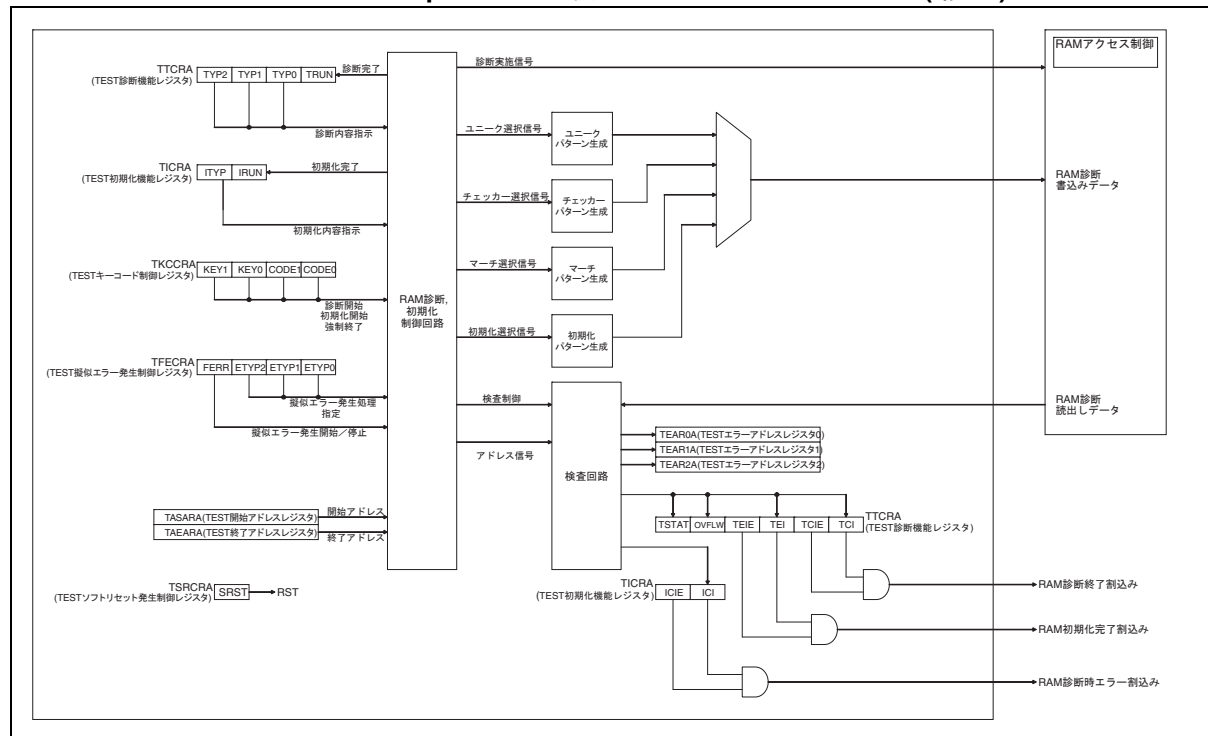 RAMアクセス制御
TTCRA
(TEST診断機能レジスタ)
TYP2 TYP1 TYP0 TRUN
診断完了
診断実施信号
診断内容指示
ユニーク選択信号
ユニーク
パターン生成
TICRA
(TEST初期化機能レジスタ)
ITYP IRUN
初期化完了
初期化内容指示
チェッカー選択信号
チェッカー
パターン生成
RAM診断
書込みデータ
TKCCRA
(TESTキーコード制御レジスタ)
KEY1 KEY0 CODE1 CODE0
診断開始
初期化開始
強制終了
RAM診断,
初期化
制御回路
マーチ選択信号
マーチ
パターン生成
初期化選択信号
初期化
パターン生成
TFECRA
(TEST擬似エラー発生制御レジスタ)
FERR ETYP2 ETYP1 ETYP0
擬似エラー発生処理
指定
擬似エラー発生開始/停止
検査制御
アドレス信号
検査回路
RAM診断
読出しデータ
TEAR0A(TESTエラーアドレスレジスタ0)
TEAR1A(TESTエラーアドレスレジスタ1)
TEAR2A(TESTエラーアドレスレジスタ2)
TASARA(TEST開始アドレスレジスタ)
開始アドレス
TAEARA(TEST終了アドレスレジスタ)
終了アドレス
TSTAT OVFLW TEIE TEI TCIE TCI
TTCRA
(TEST診断機能レジスタ)
TSRCRA
(TESTソフトリセット発生制御レジスタ)
SRST
RST
TICRA
(TEST初期化機能レジスタ)
ICIE ICI
RAM診断終了割込み
RAM初期化完了割込み
RAM診断時エラー割込み